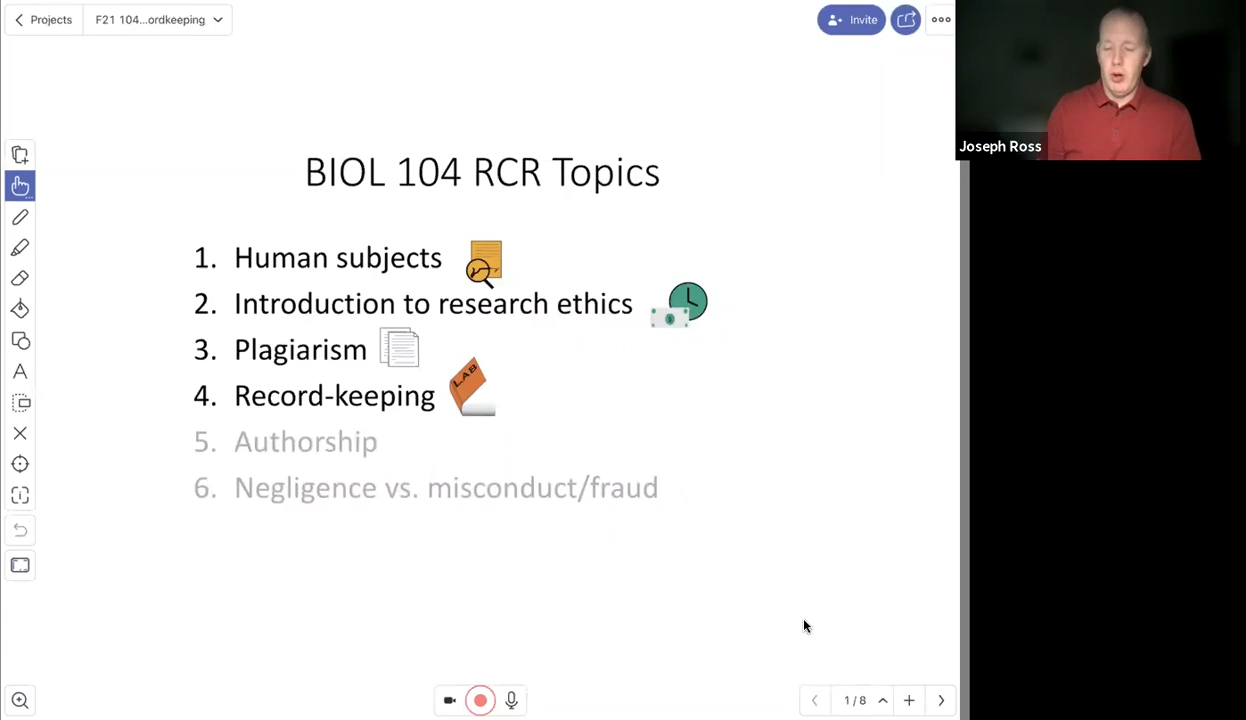 Projects
F21 104...ordkeeping
Invite
Joseph Ross
BIOL 104 RCR Topics
1. Human subjects
2. Introduction to research ethics
3. Plagiarism
4. Record-keeping
LAB
5. Authorship
6. Negligence vs. misconduct/fraud
1/8